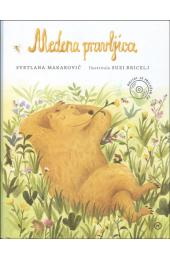 Medena pravljica
SVETLANA MAKAROVIČ Ilustrirala SUZI BRICELJ